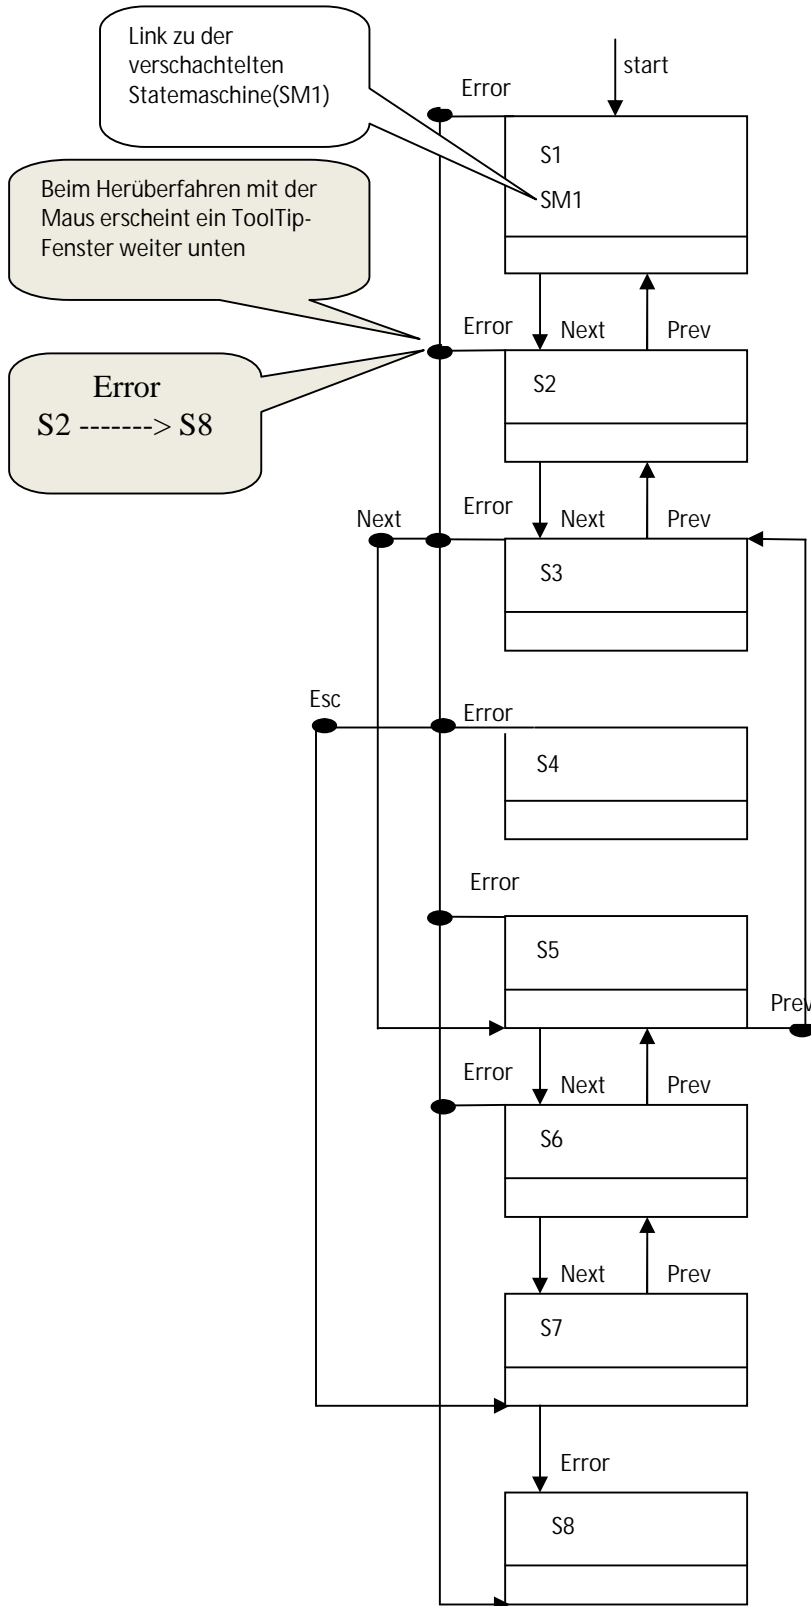 Link zu der
verschachtelten
Statemaschine(SM1)
start
Error
S1
SM1
Beim Herüberfahren mit der
Maus erscheint ein ToolTip-
Fenster weiter unten
Error
Next
Prev
S2
Error
S2 -------> S8
Error
Next
Prev
Next
S3
Esc
Error
S4
Error
S5
Prev
Error
Next
Prev
S6
Next
Prev
S7
Error
S8